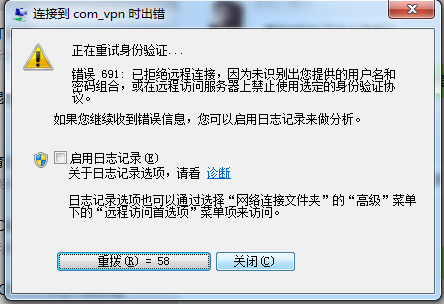 连接到 com_vpn 时出错
正在重试身份验证...
错误 691: 已拒绝远程连接，因为未识别出您提供的用户名和
密码组合，或在远程访问服务器上禁止使用选定的身份验证协
议。
如果您继续收到错误信息，您可以启用日志记录来做分析。
启用日志记录(E)
关于日志记录选项，请看 诊断
日志记录选项也可以通过选择“网络连接文件夹”的“高级”菜单
下的“远程访问首选项”菜单项来访问。
重拨(R) = 58
关闭(C)